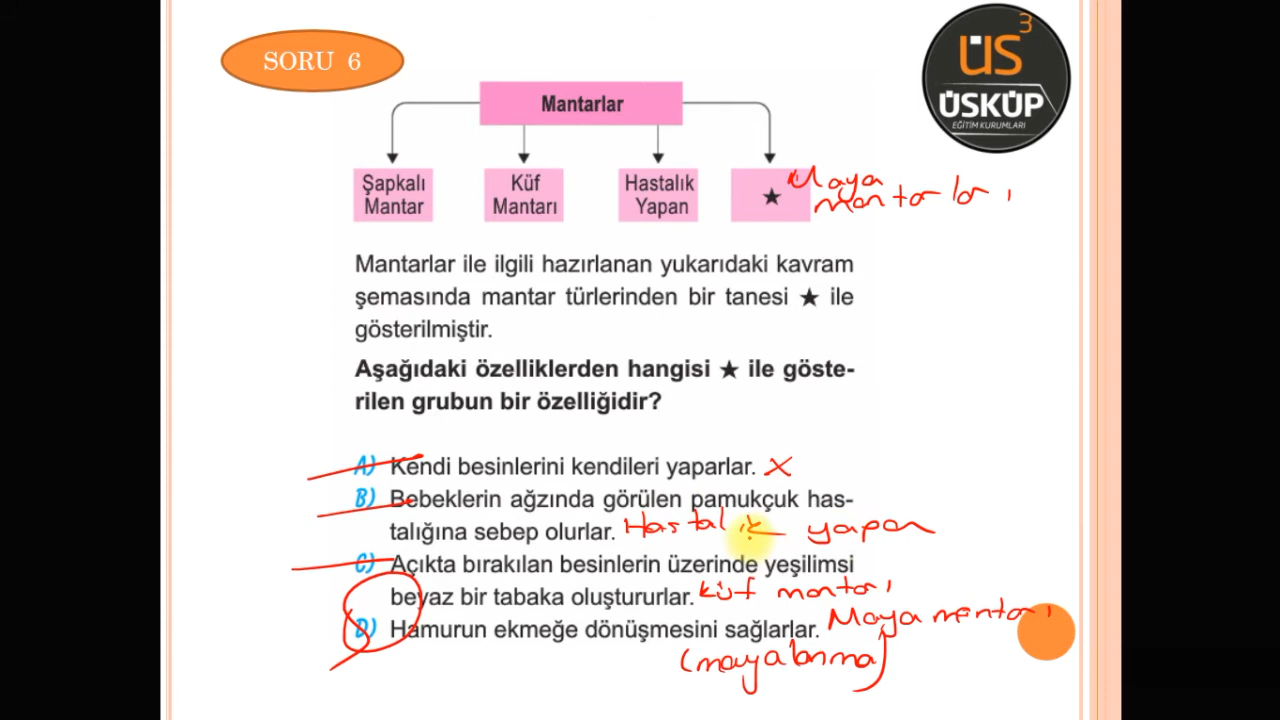 SORU 6
ÜS3
ÜSKÜP
EĞİTİM KURUMLARI
Mantarlar
Şapkalı
Mantar
Küf
Mantarı
Hastalık
Yapan
★
Maya
mantarları
Mantarlar ile ilgili hazırlanan yukarıdaki kavram
şemasında mantar türlerinden bir tanesi ★ ile
gösterilmiştir.
Aşağıdaki özelliklerden hangisi ★ ile göste-
rilen grubun bir özelliğidir?
A) Kendi besinlerini kendileri yaparlar. X
B) Bebeklerin ağzında görülen pamukçuk has-
talığına sebep olurlar. Hastalık yapan
C) Açıkta bırakılan besinlerin üzerinde yeşilimsi
beyaz bir tabaka oluştururlar. Küf mantarı
D) Hamurun ekmeğe dönüşmesini sağlarlar. Maya mantarı
(mayalanma)